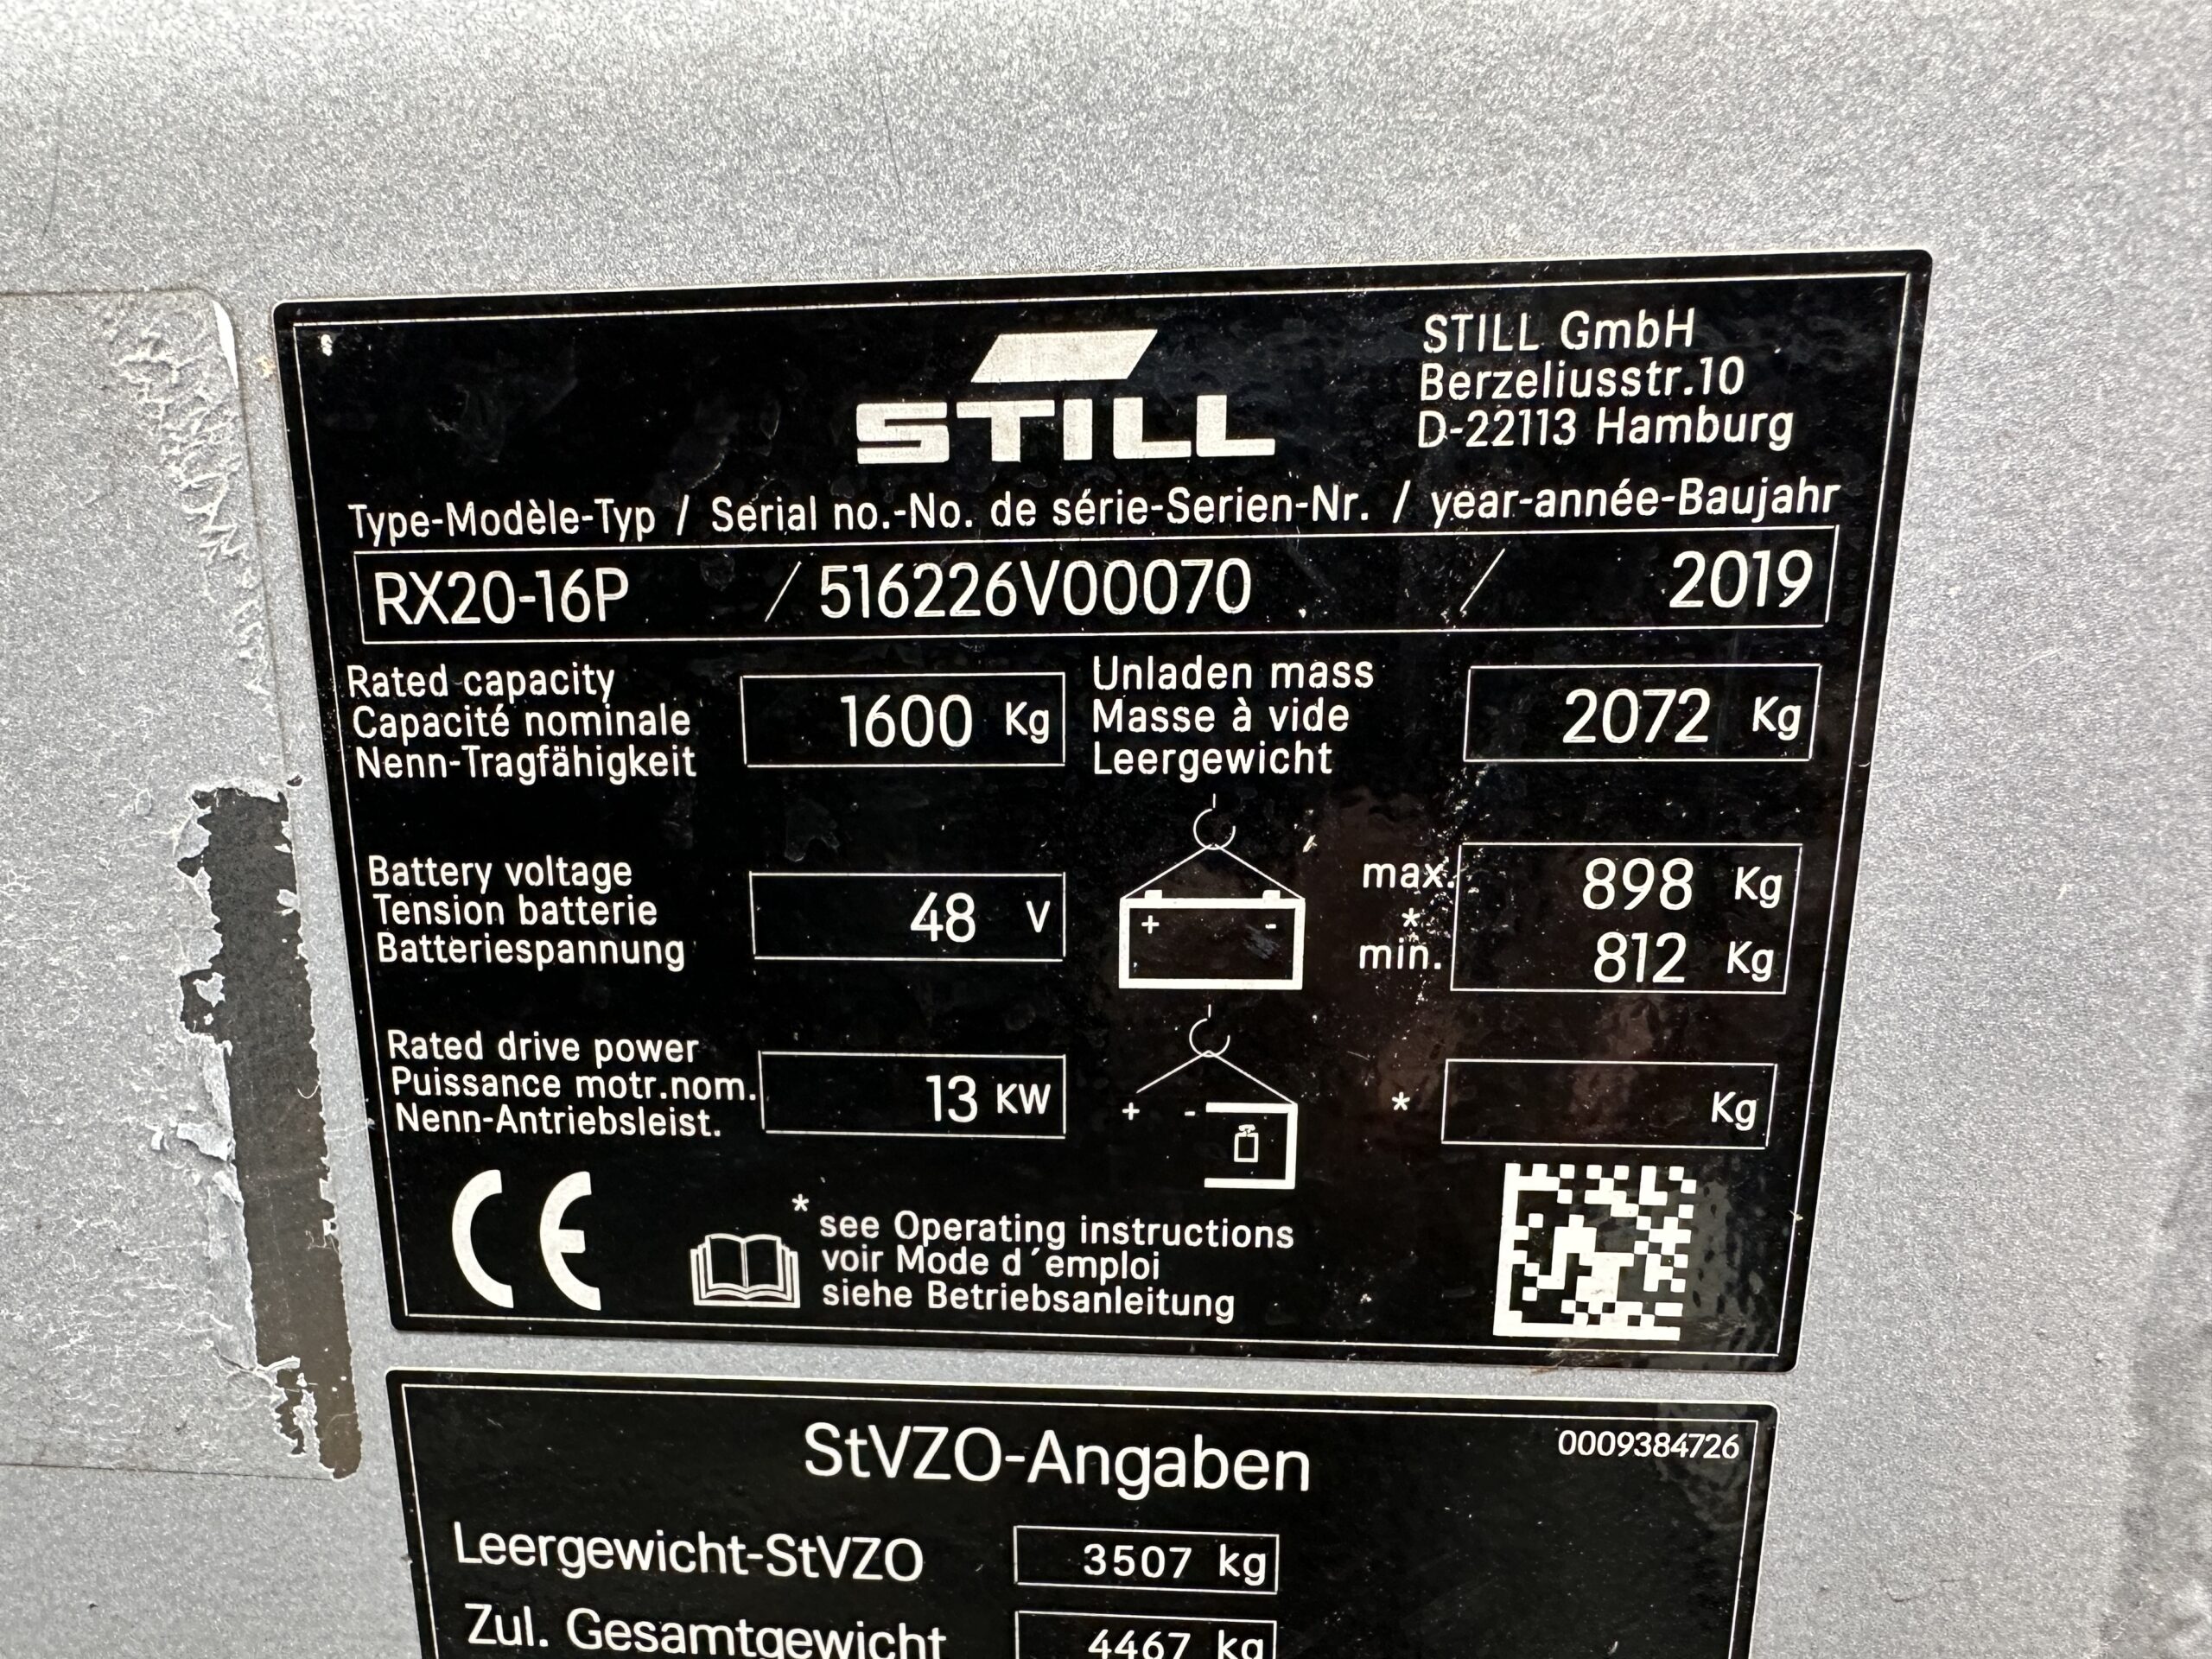 STILL
STILL GmbH
Berzeliusstr.10
D-22113 Hamburg
Type-Modèle-Typ / Serial no.-No. de série-Serien-Nr. / year-année-Baujahr
RX20-16P / 516226V00070 / 2019
Rated capacity
Capacité nominale
Nenn-Tragfähigkeit
1600 Kg
Unladen mass
Masse à vide
Leergewicht
2072 Kg
Battery voltage
Tension batterie
Batteriespannung
48 V
+ -
max. 898 Kg
*
min. 812 Kg
Rated drive power
Puissance motr.nom.
Nenn-Antriebsleist.
13 KW
+ -
* Kg
CE
* see Operating instructions
voir Mode d´emploi
siehe Betriebsanleitung
StVZO-Angaben
0009384726
Leergewicht-StVZO 3507 kg
Zul. Gesamtgewicht 4467 kg